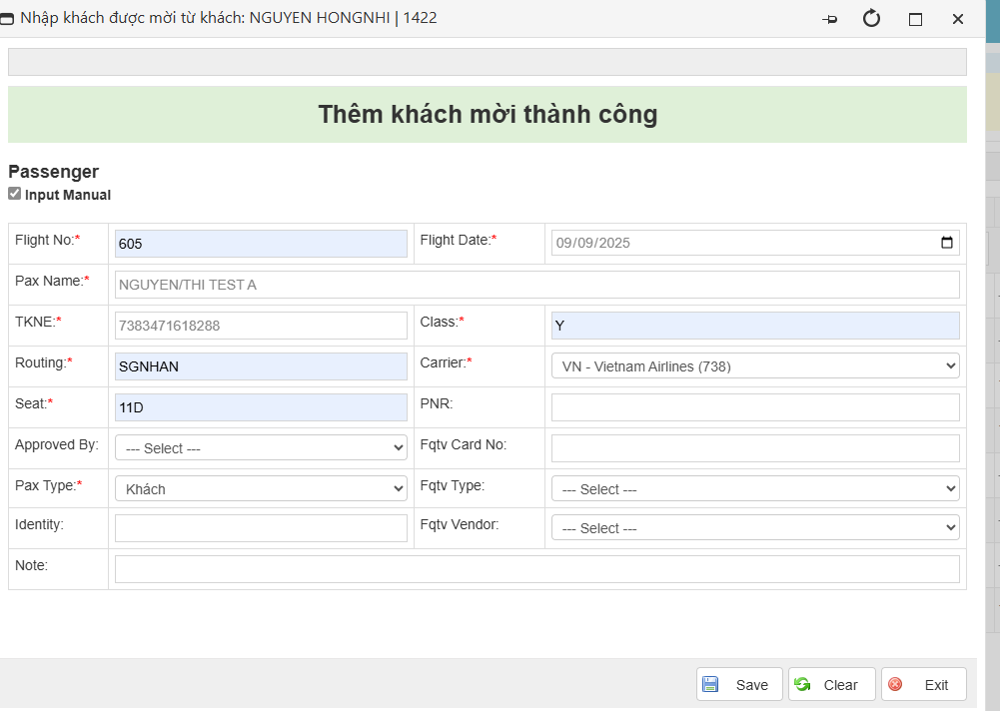 Nhập khách được mời từ khách: NGUYEN HONGNHI | 1422
Thêm khách mời thành công
Passenger
Input Manual
Flight No:* 605 Flight Date:* 09/09/2025
Pax Name:* NGUYEN/THI TEST A
TKNE:* 7383471618288 Class:* Y
Routing:* SGNHAN Carrier:* VN - Vietnam Airlines (738)
Seat:* 11D PNR:
Approved By: --- Select --- Fqtv Card No:
Pax Type:* Khách Fqtv Type: --- Select ---
Identity: Fqtv Vendor: --- Select ---
Note:
Save Clear Exit